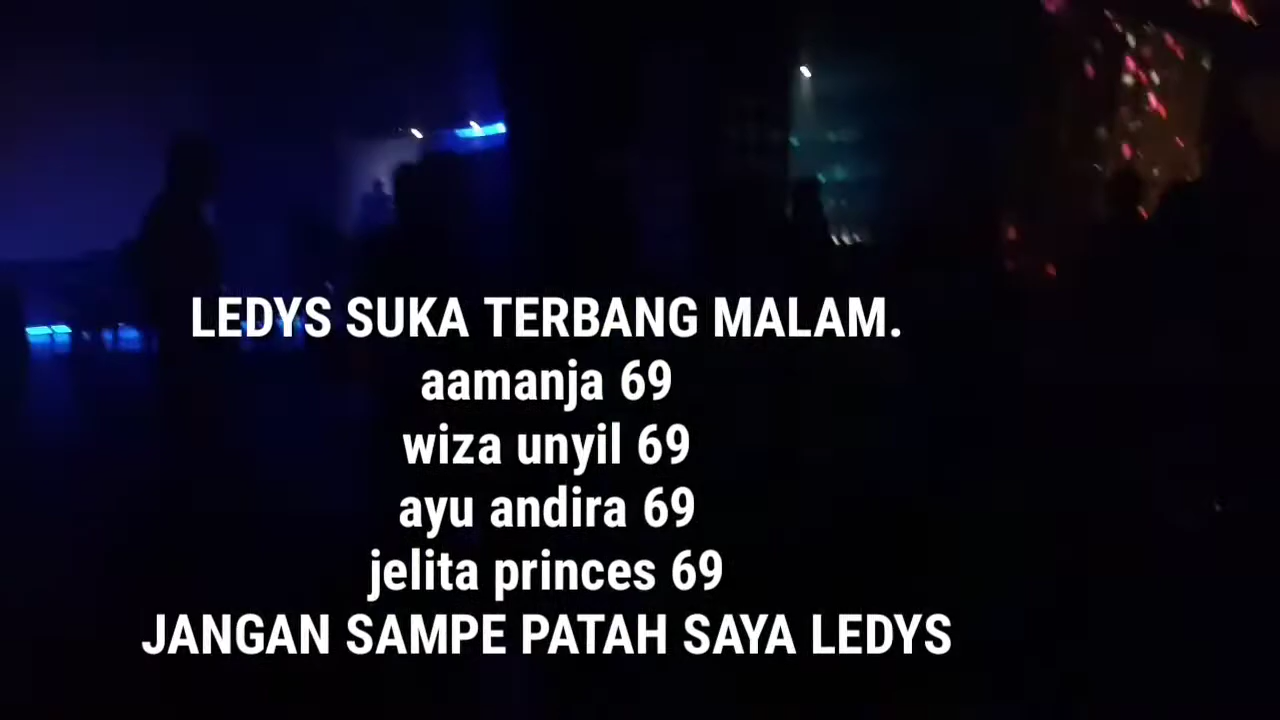 LEDYS SUKA TERBANG MALAM.
aamanja 69
wiza unyil 69
ayu andira 69
jelita princes 69
JANGAN SAMPE PATAH SAYA LEDYS